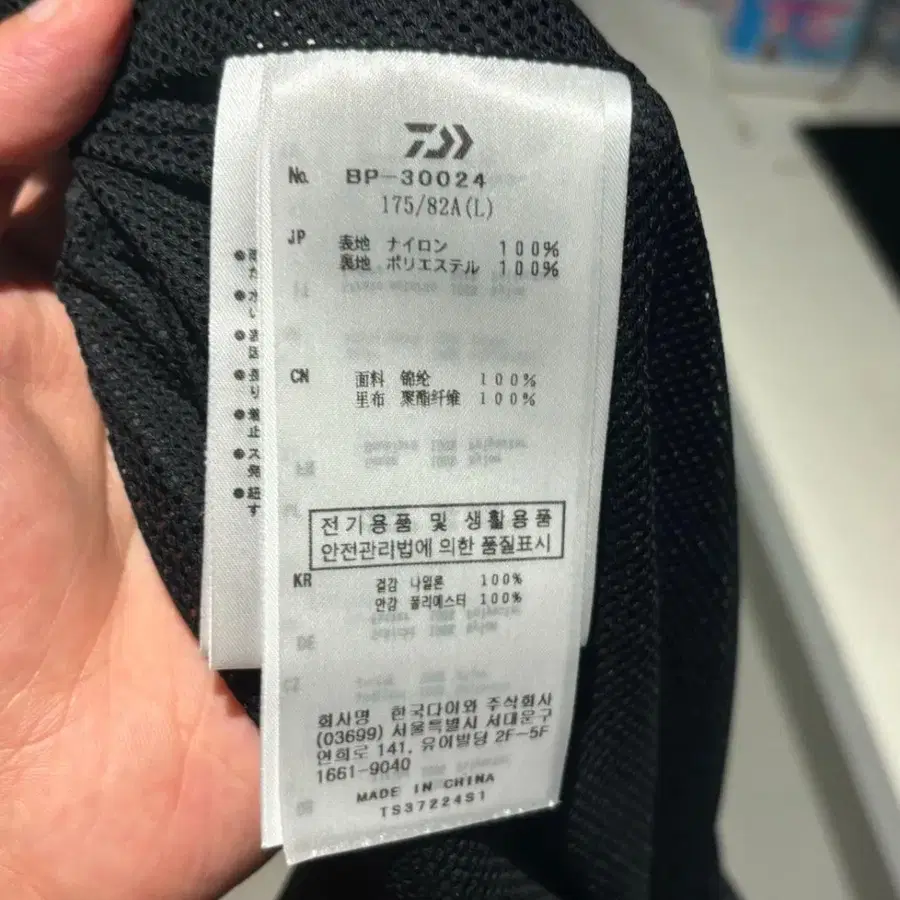 No. BP-30024
175/82A(L)
JP 表地 ナイロン 100%
裏地 ポリエステル 100%
CN 面料 锦纶 100%
里布 聚酯纤维 100%
전기용품 및 생활용품
안전관리법에 의한 품질표시
KR 겉감 나일론 100%
안감 폴리에스터 100%
회사명 한국다이와 주식회사
(03699) 서울특별시 서대문구
연희로 141, 유이빌딩 2F-5F
1661-9040
MADE IN CHINA
TS37224S1